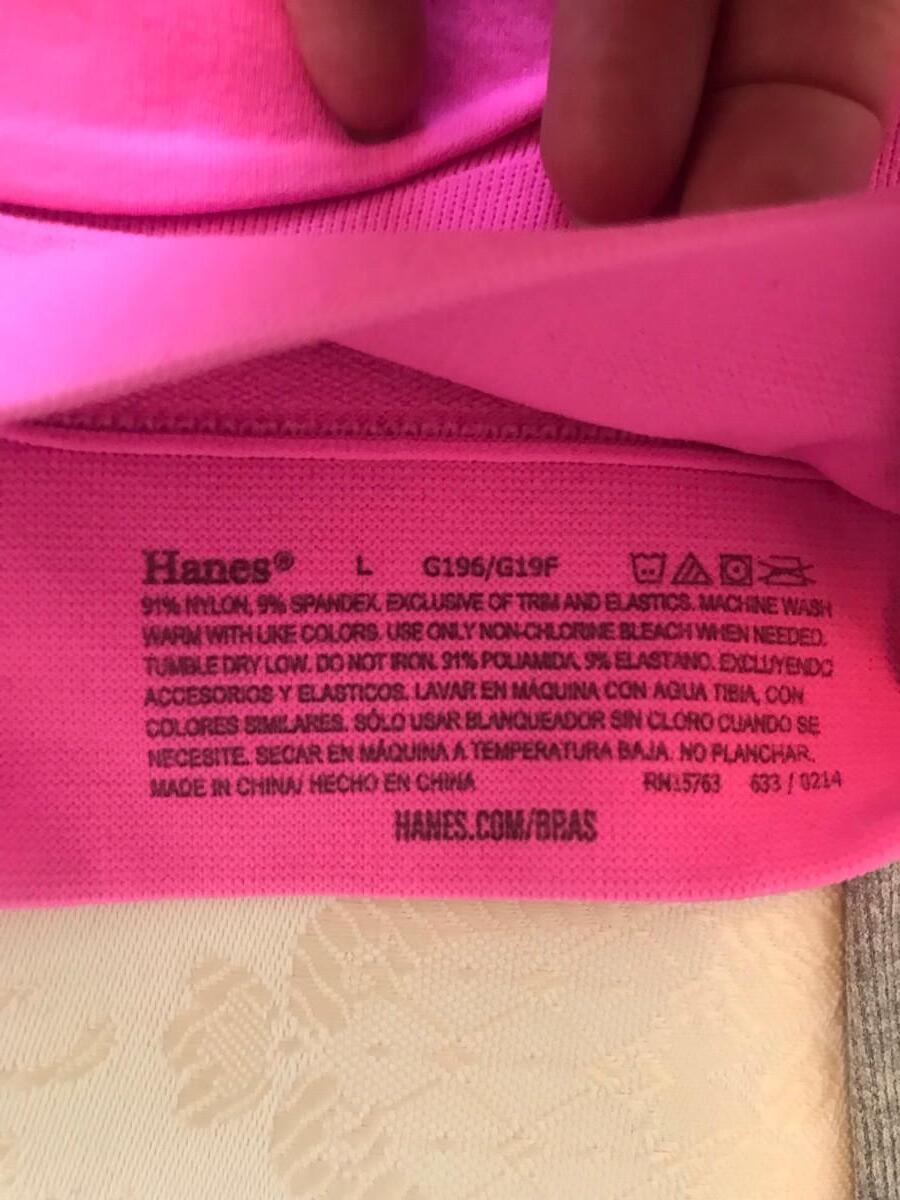 Hanes® L G196/G19F
91% NYLON, 9% SPANDEX. EXCLUSIVE OF TRIM AND ELASTICS. MACHINE WASH
WARM WITH LIKE COLORS. USE ONLY NON-CHLORINE BLEACH WHEN NEEDED.
TUMBLE DRY LOW. DO NOT IRON. 91% POLIAMIDA, 9% ELASTANO. EXCLUYENDO
ACCESORIOS Y ELASTICOS. LAVAR EN MÁQUINA CON AGUA TIBIA, CON
COLORES SIMILARES. SÓLO USAR BLANQUEADOR SIN CLORO CUANDO SE
NECESITE. SECAR EN MÁQUINA A TEMPERATURA BAJA. NO PLANCHAR.
MADE IN CHINA/ HECHO EN CHINA RN15763 633 / 0214
HANES.COM/BRAS